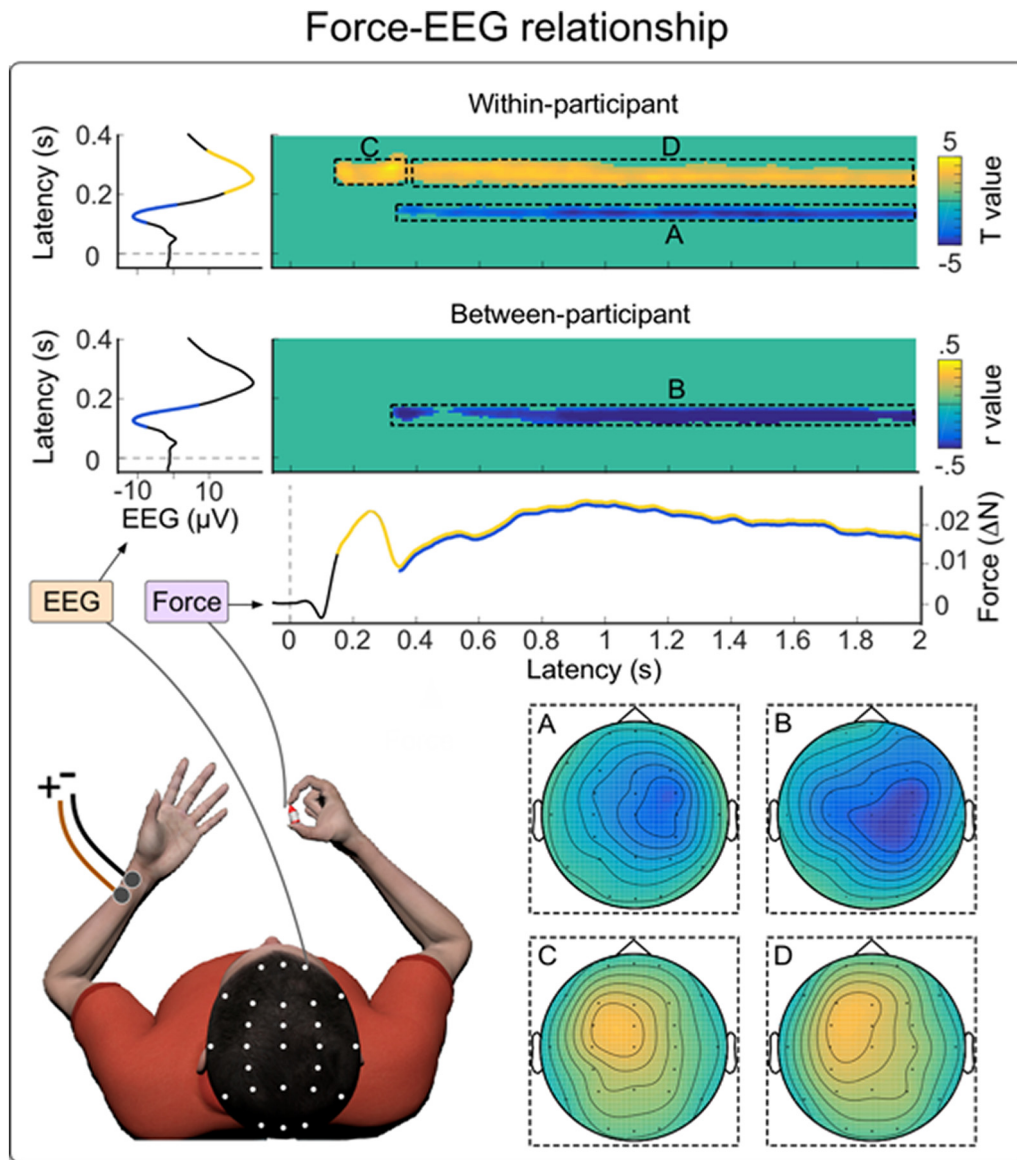 Force-EEG relationship
Within-participant
Latency (s)
0.4
0.2
0
C
D
A
5
-5
T value
Between-participant
Latency (s)
0.4
0.2
0
B
.5
-.5
r value
-10
10
EEG (µV)
.02
.01
0
Force (ΔN)
EEG
Force
0
0.2
0.4
0.6
0.8
1
1.2
1.4
1.6
1.8
2
Latency (s)
A
B
+-
C
D